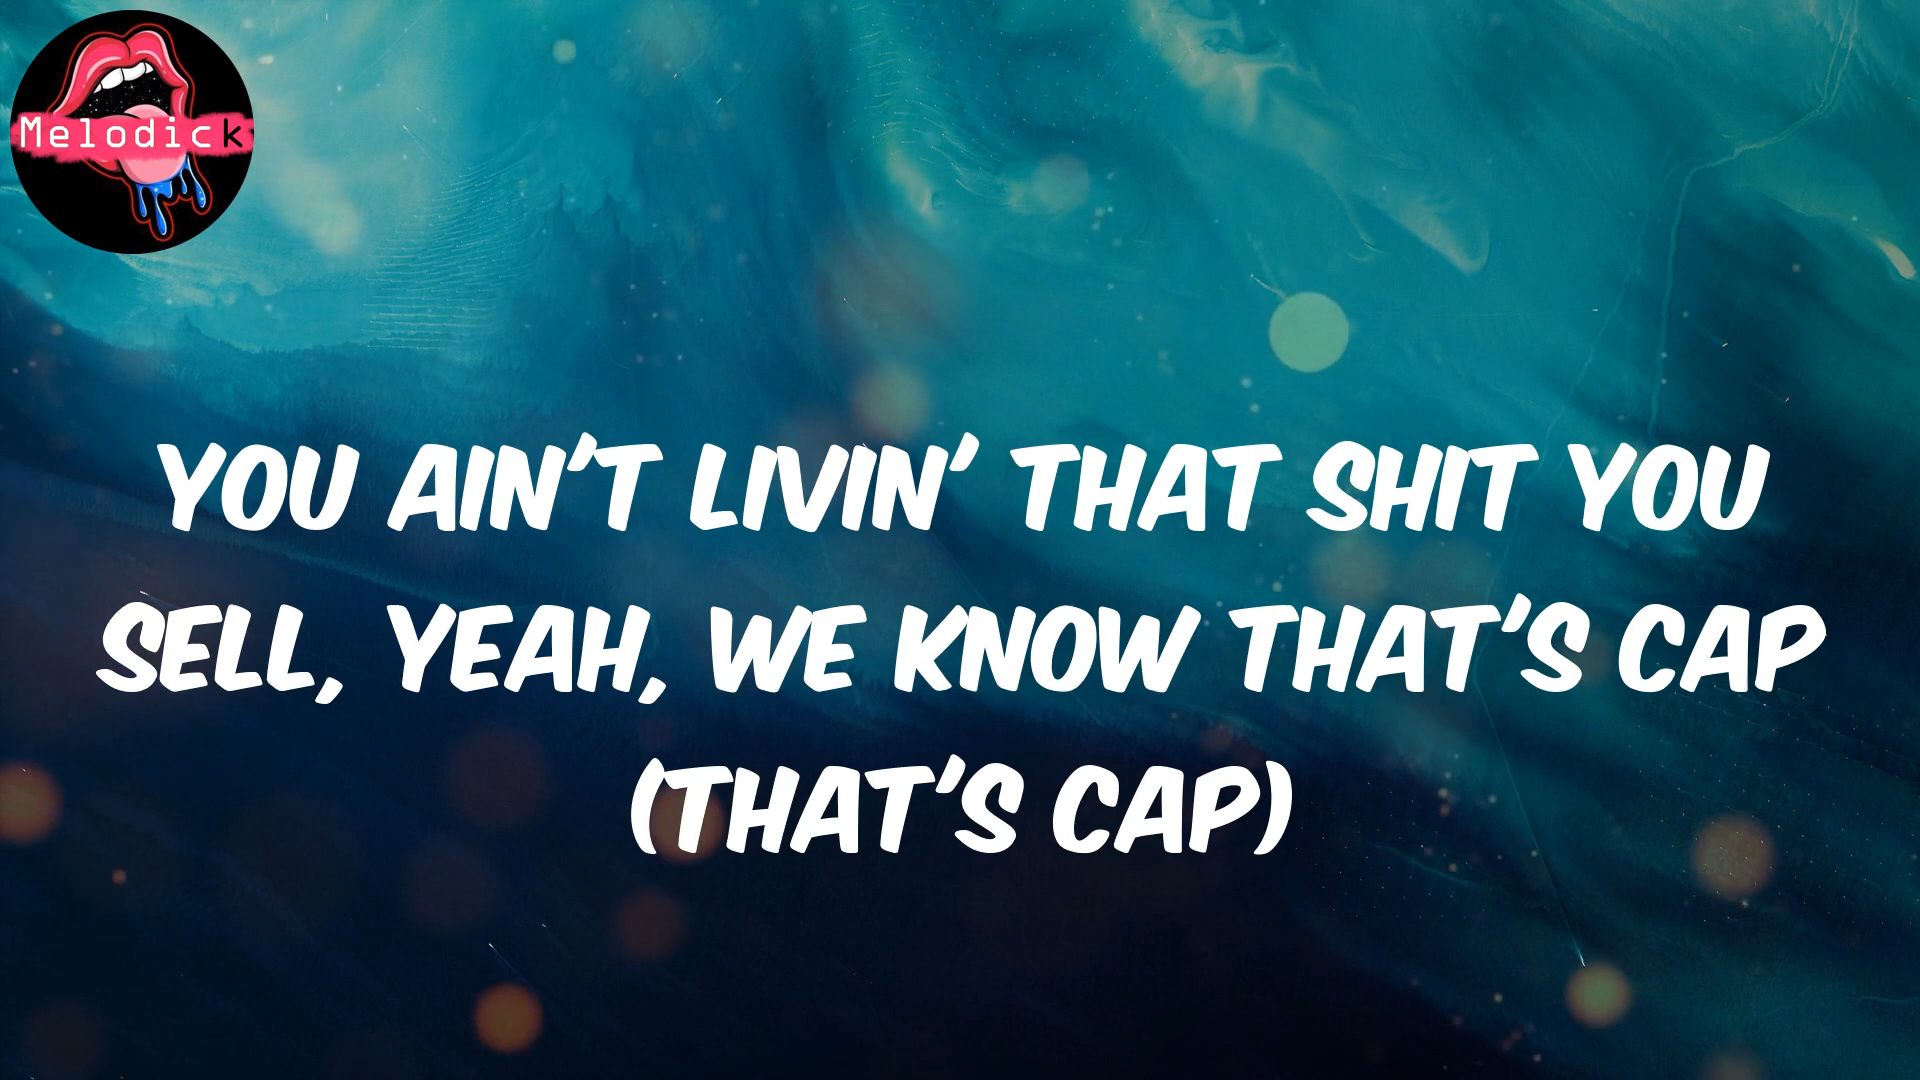 Melodick
YOU AIN'T LIVIN' THAT SHIT YOU
SELL, YEAH, WE KNOW THAT'S CAP
(THAT'S CAP)